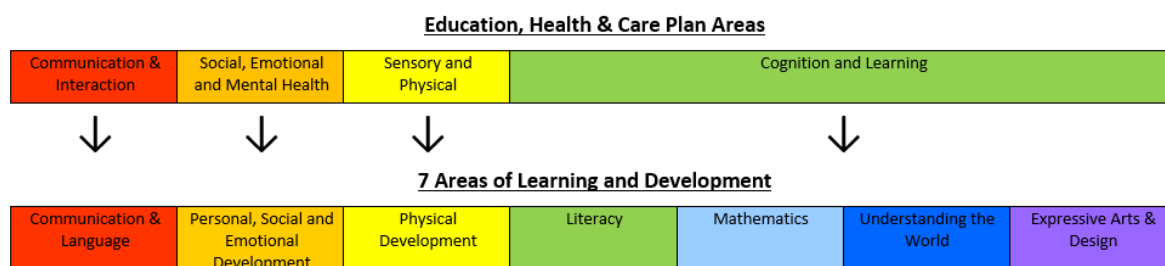 Education, Health & Care Plan Areas
Communication & Interaction
Social, Emotional and Mental Health
Sensory and Physical
Cognition and Learning
7 Areas of Learning and Development
Communication & Language
Personal, Social and Emotional Development
Physical Development
Literacy
Mathematics
Understanding the World
Expressive Arts & Design